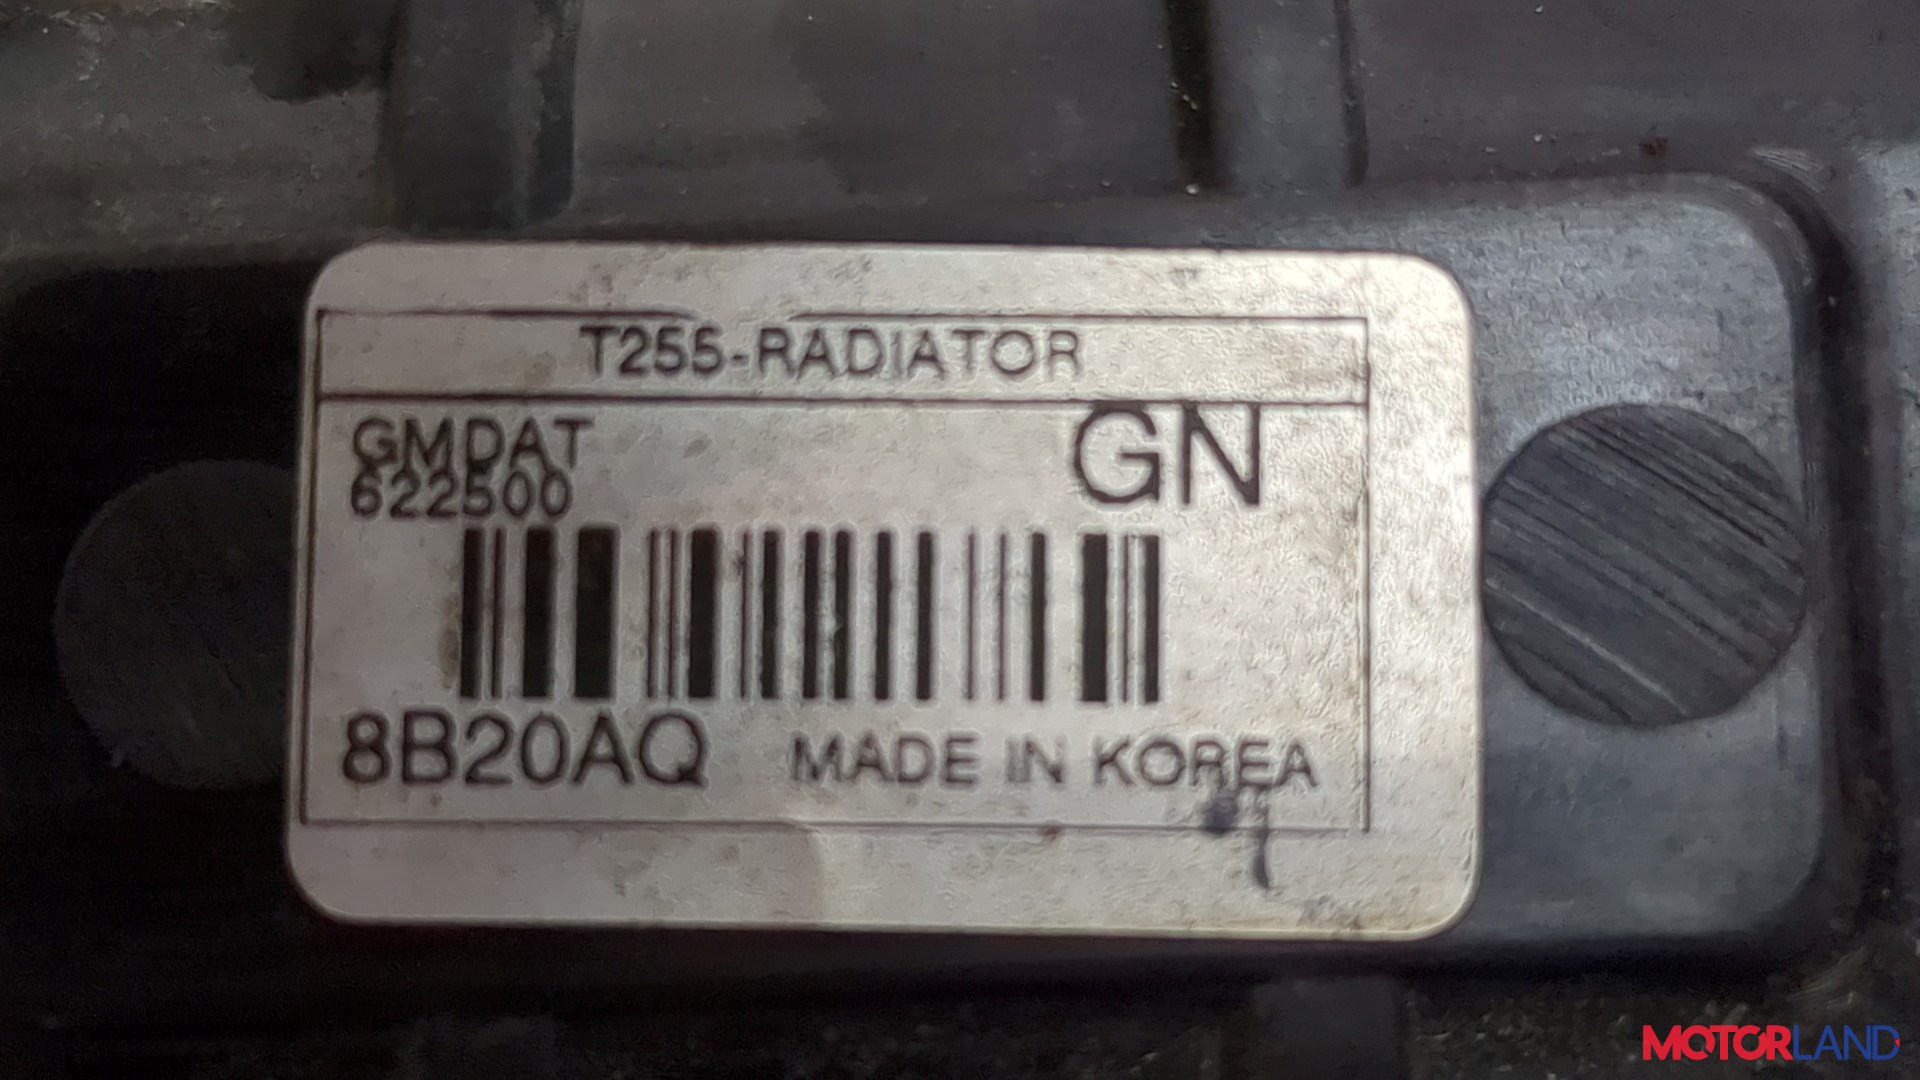 T255-RADIATOR
GMDAT
GN
622500
8B20AQ MADE IN KOREA
MOTORLAND